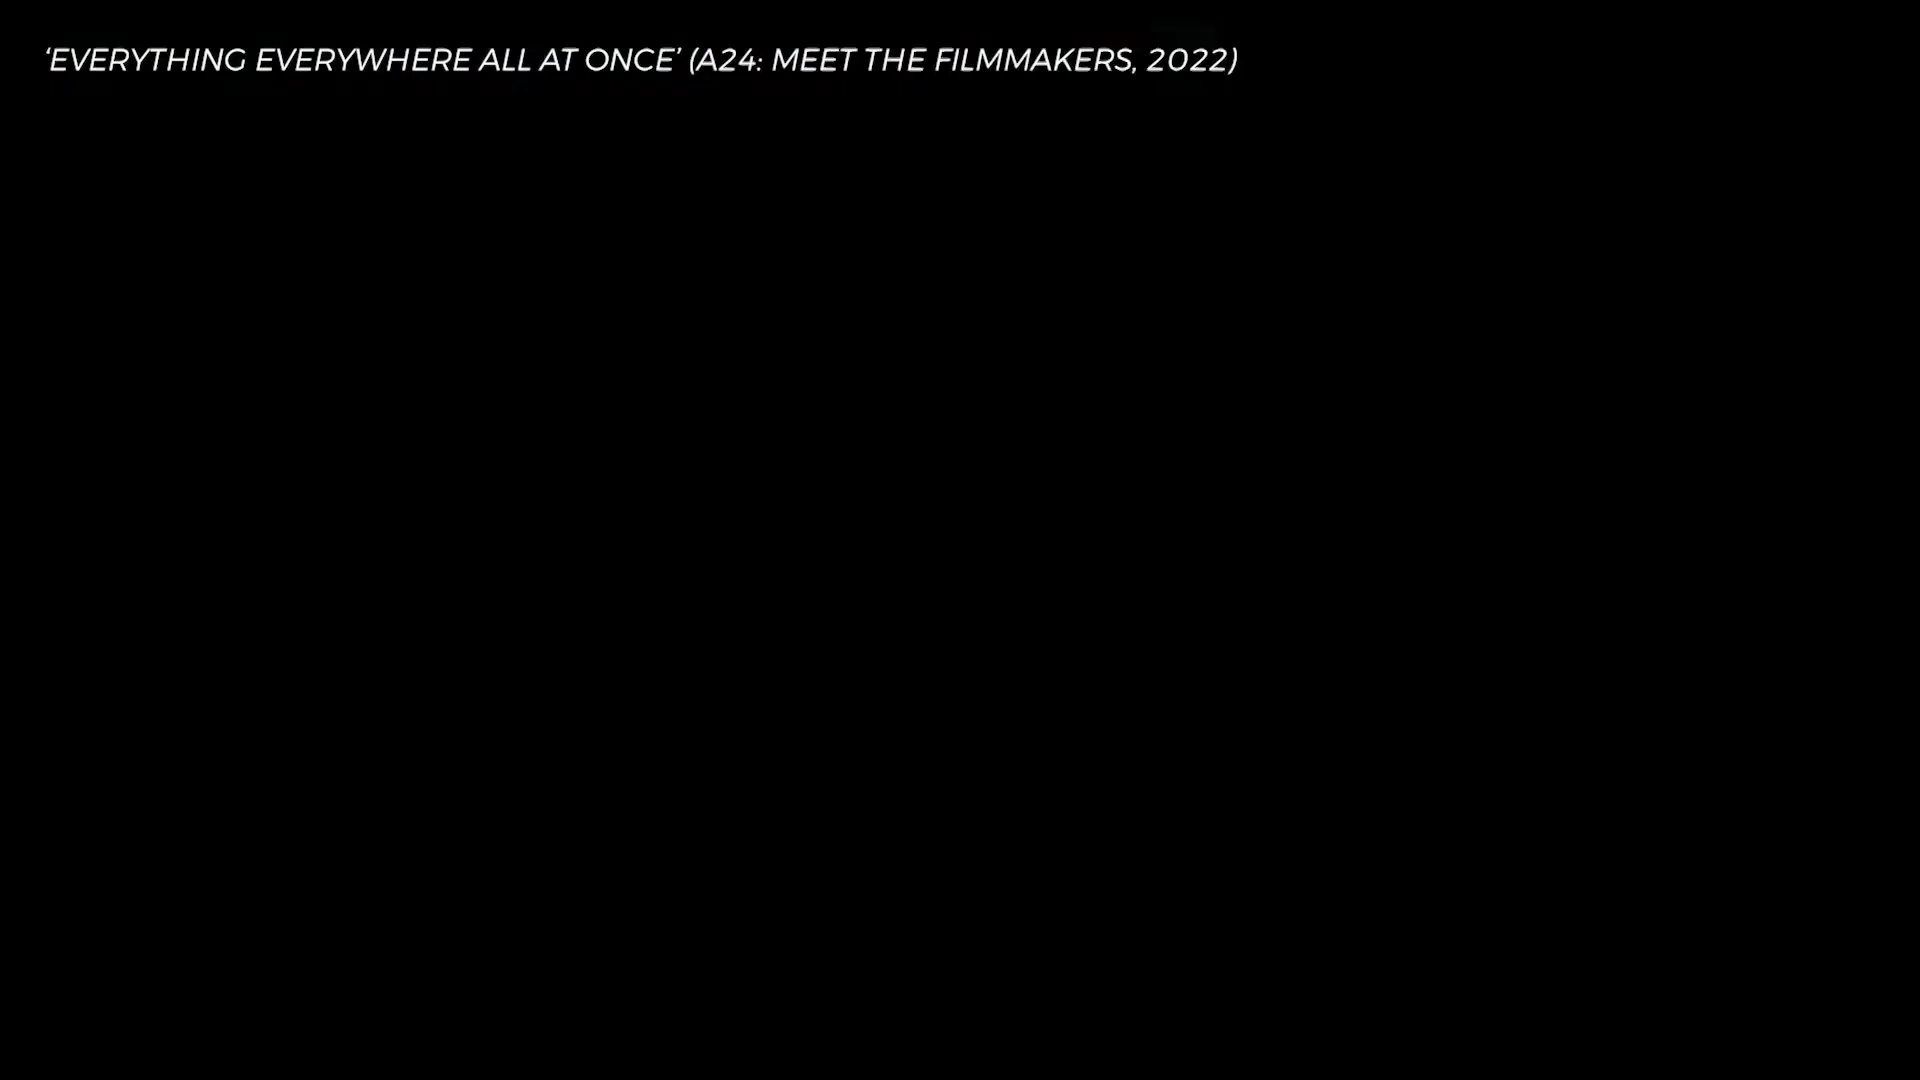 ‘EVERYTHING EVERYWHERE ALL AT ONCE’ (A24: MEET THE FILMMAKERS, 2022)